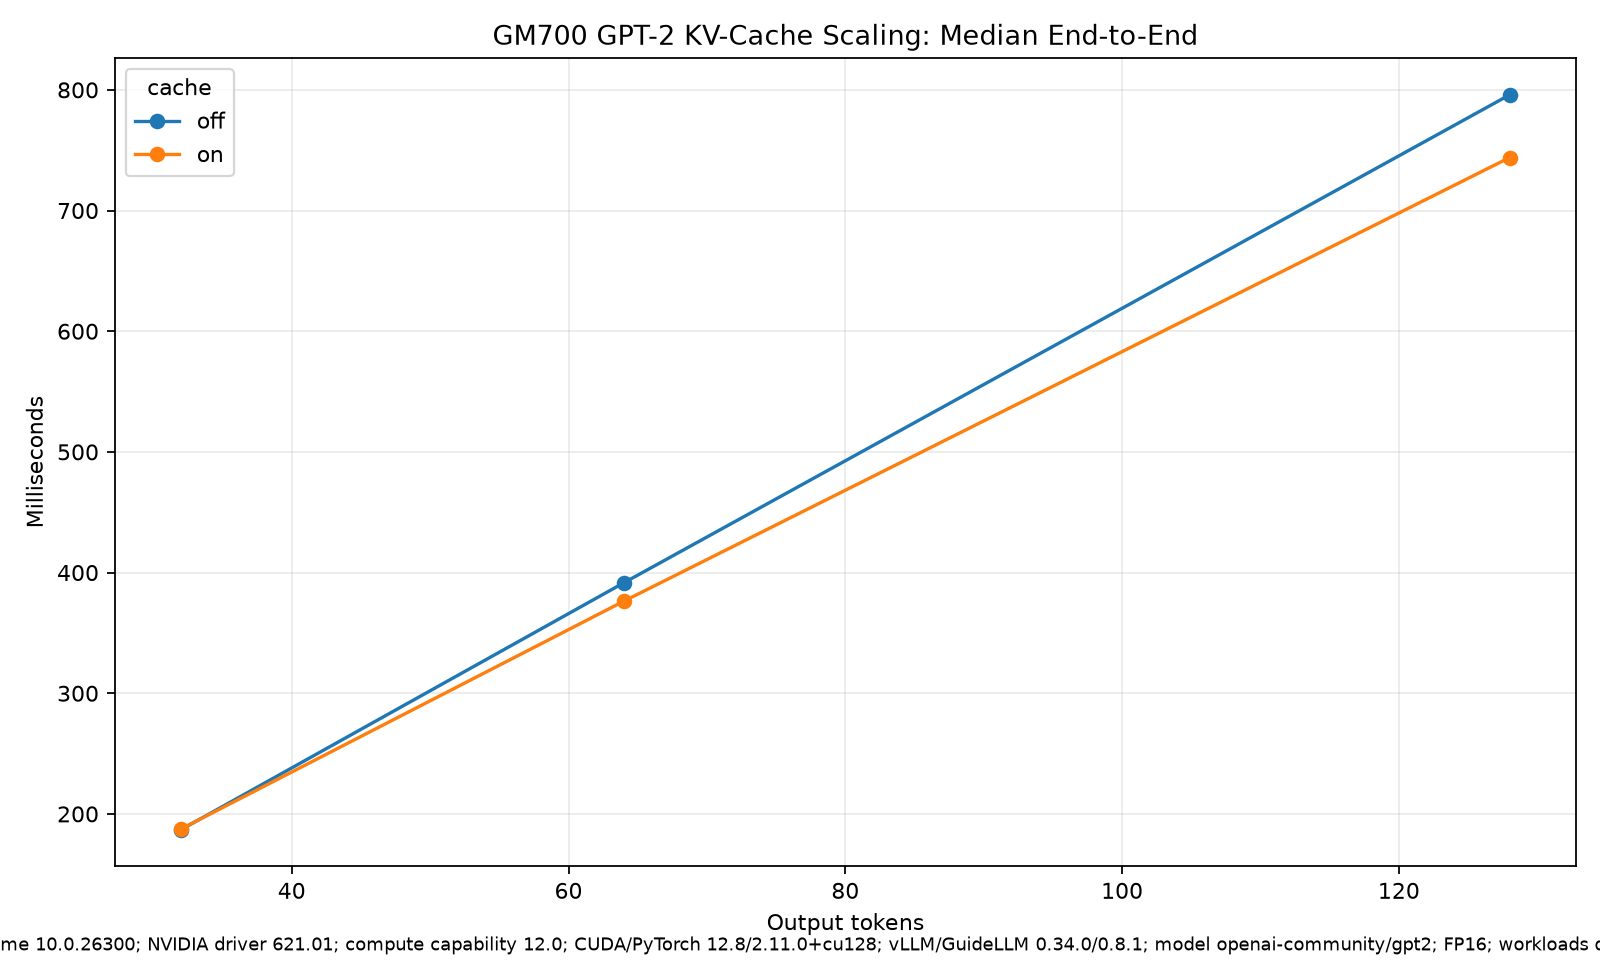 GM700 GPT-2 KV-Cache Scaling: Median End-to-End
cache
off
on
800
700
600
500
400
300
200
Milliseconds
40
60
80
100
120
Output tokens
me 10.0.26300; NVIDIA driver 621.01; compute capability 12.0; CUDA/PyTorch 12.8/2.11.0+cu128; vLLM/GuideLLM 0.34.0/0.8.1; model openai-community/gpt2; FP16; workloads